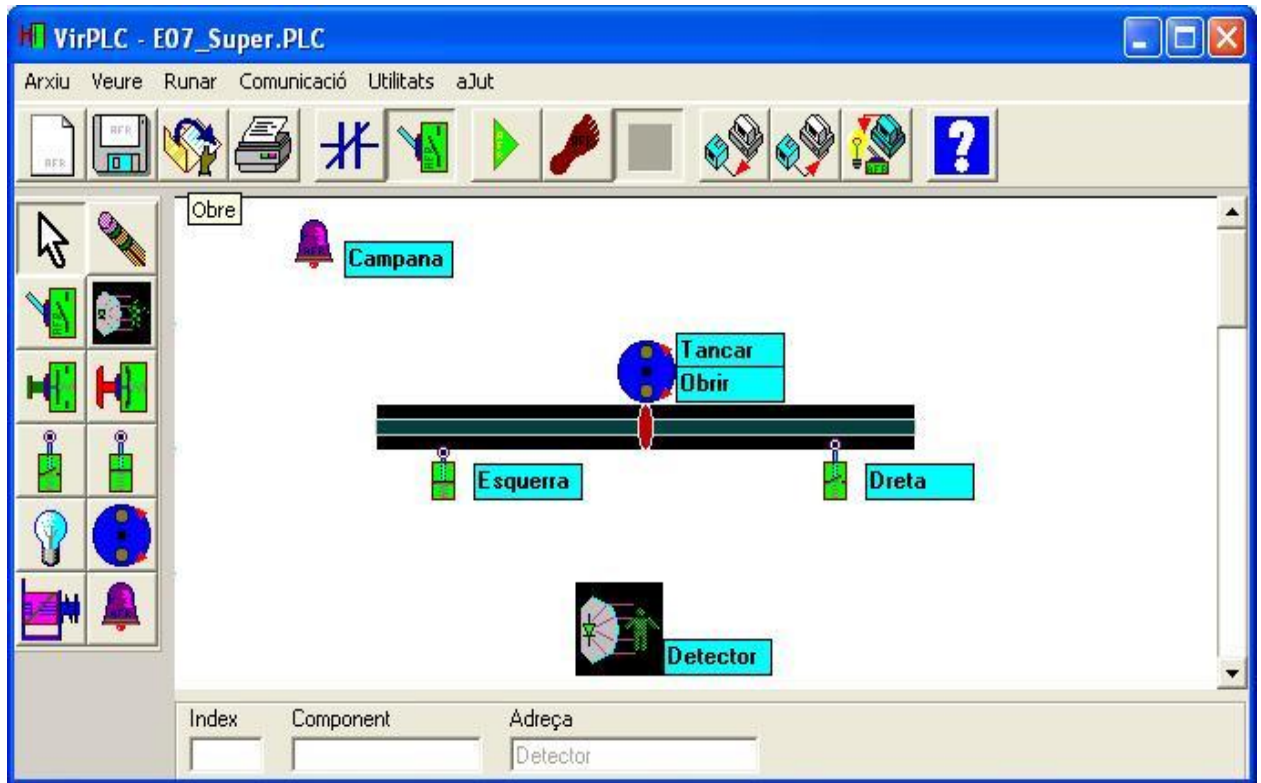 VirPLC - E07_Super.PLC
Arxiu Veure Runar Comunicació Utilitats aJut
Obre
Campana
Tancar
Obrir
Esquerra
Dreta
Detector
Index Component Adreça
Detector